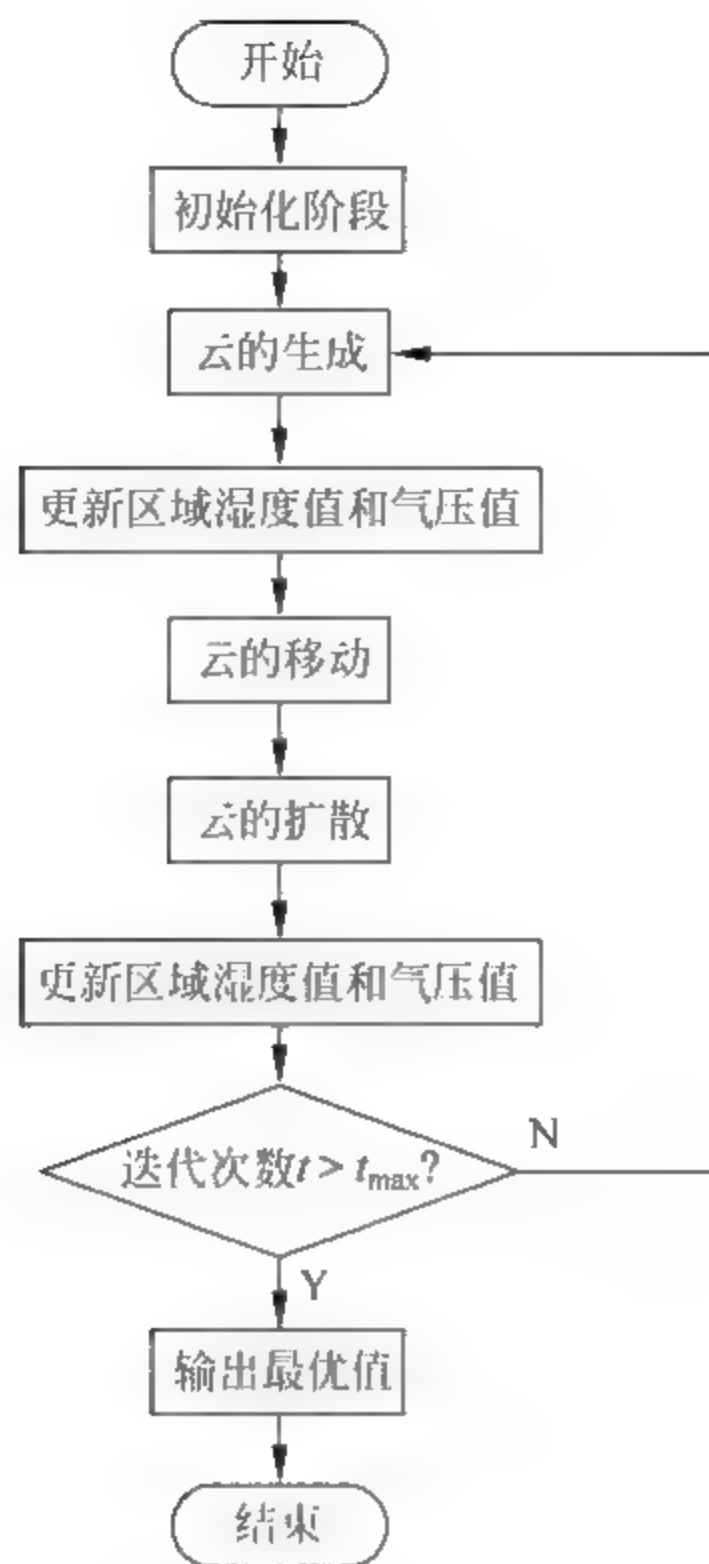 开始
初始化阶段
云的生成
更新区域湿度值和气压值
云的移动
云的扩散
更新区域湿度值和气压值
迭代次数t > tmax?
N
Y
输出最优值
结束